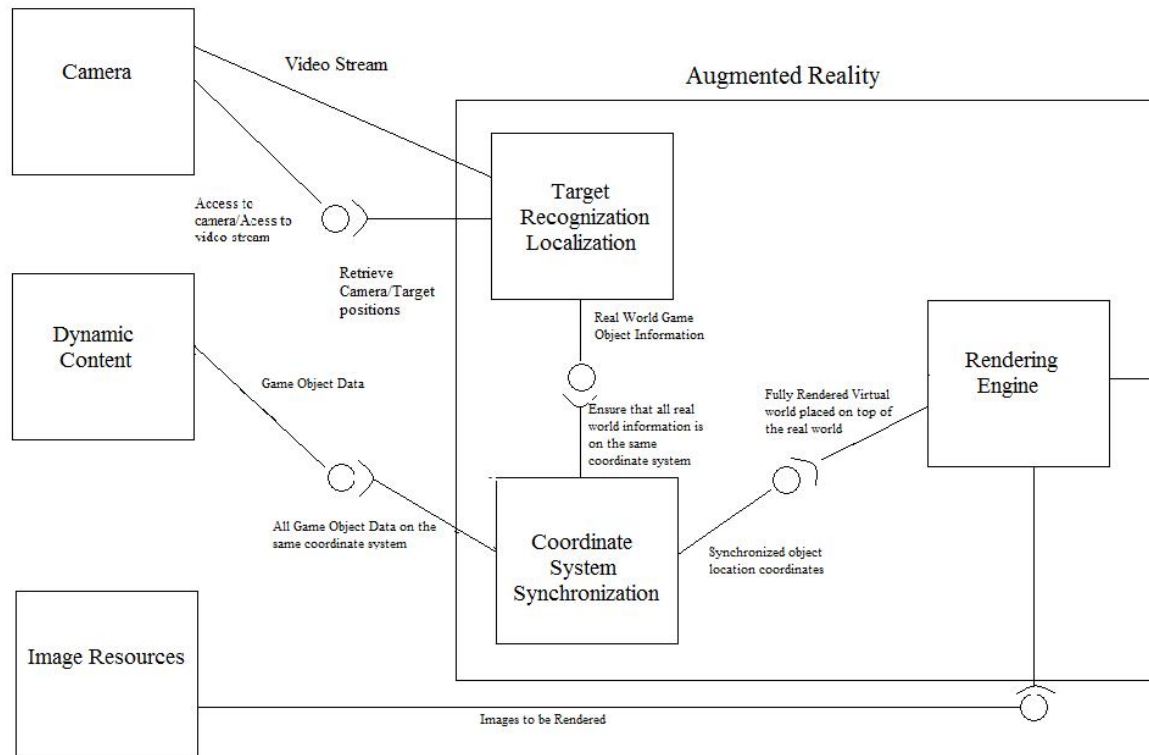 Camera
Video Stream
Augmented Reality
Target
Recognization
Localization
Access to
camera/Acess to
video stream
Retrieve
Camera/Target
positions
Dynamic
Content
Real World Game
Object Information
Rendering
Engine
Game Object Data
Fully Rendered Virtual
world placed on top of
the real world
Ensure that all real
world information is
on the same
coordinate system
All Game Object Data on the
same coordinate system
Coordinate
System
Synchronization
Synchronized object
location coordinates
Image Resources
Images to be Rendered